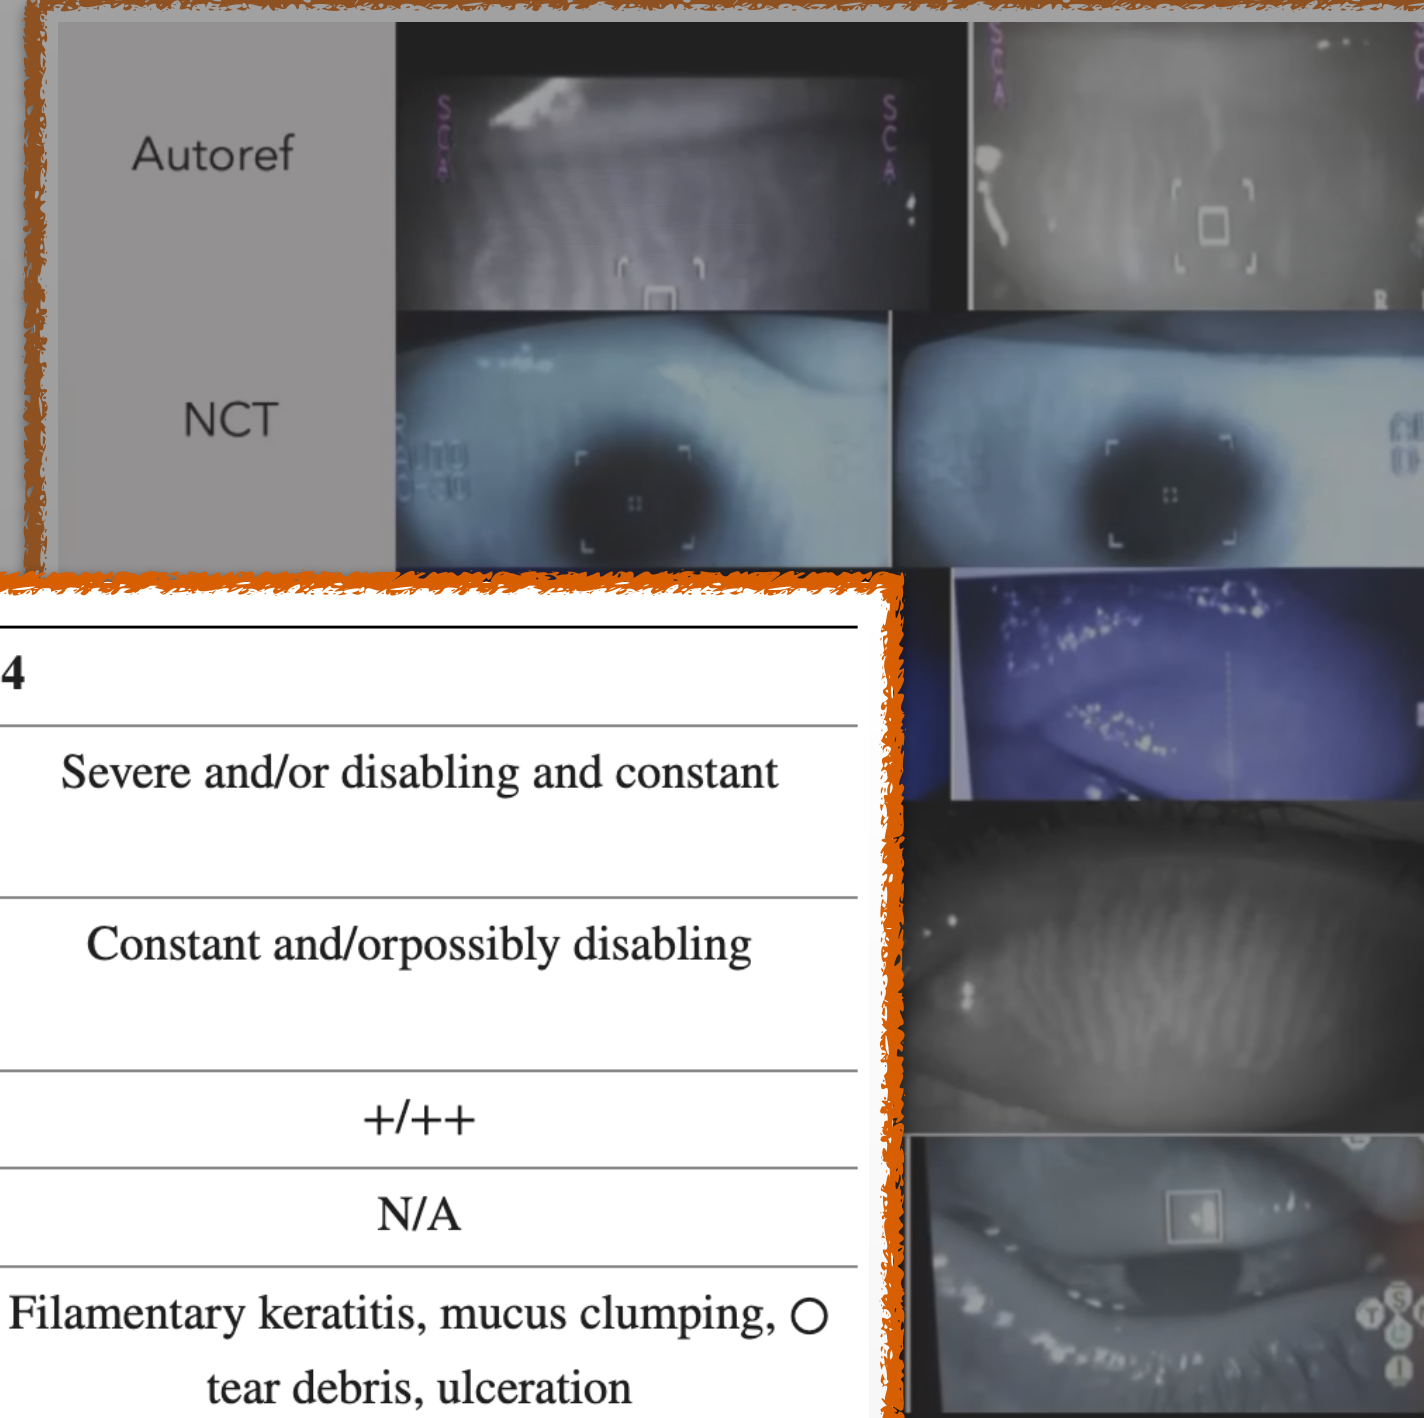 Autoref
S
C
A
S
C
A
S
C
A
S
C
A
R
NCT
R
AUTO
4
Severe and/or disabling and constant
Constant and/orpossibly disabling
+/++
N/A
Filamentary keratitis, mucus clumping,
tear debris, ulceration
T
S
C
I